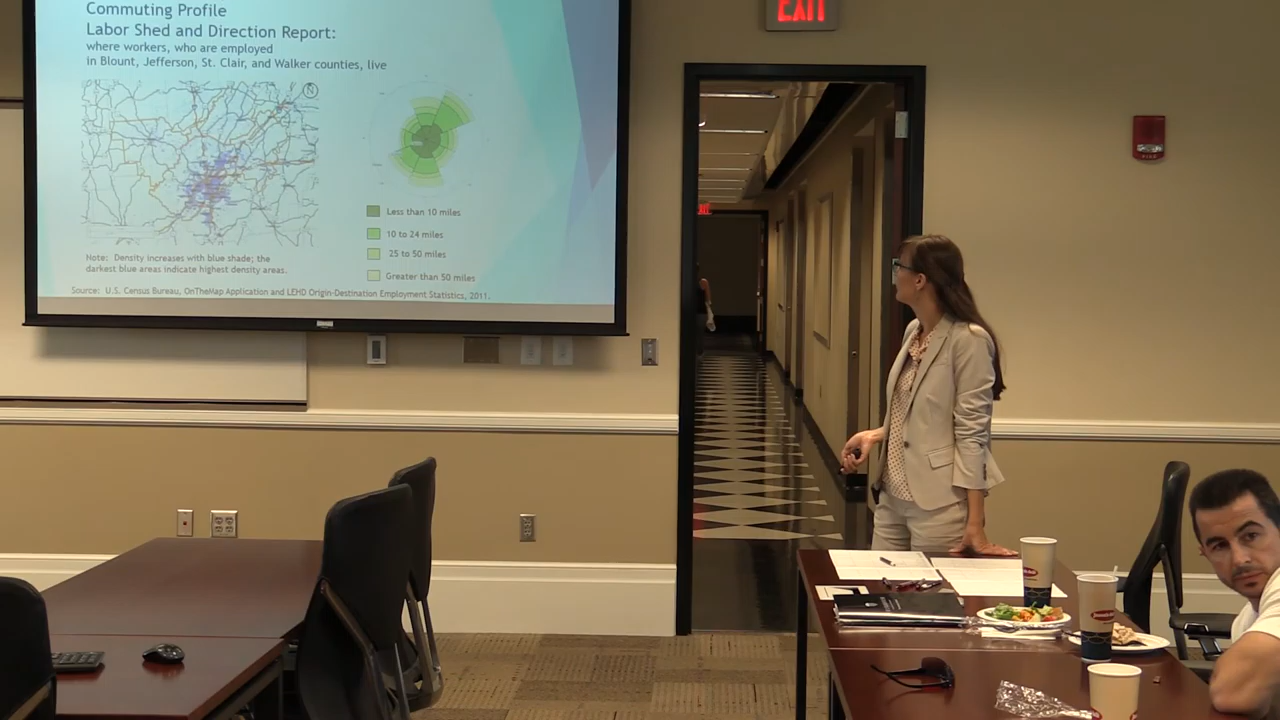 Commuting Profile
Labor Shed and Direction Report:
where workers, who are employed
in Blount, Jefferson, St. Clair, and Walker counties, live
N
Less than 10 miles
10 to 24 miles
25 to 50 miles
Greater than 50 miles
Note: Density increases with blue shade; the
darkest blue areas indicate highest density areas.
Source: U.S. Census Bureau, OnTheMap Application and LEHD Origin-Destination Employment Statistics, 2011.
EXIT
EXIT
FIRE